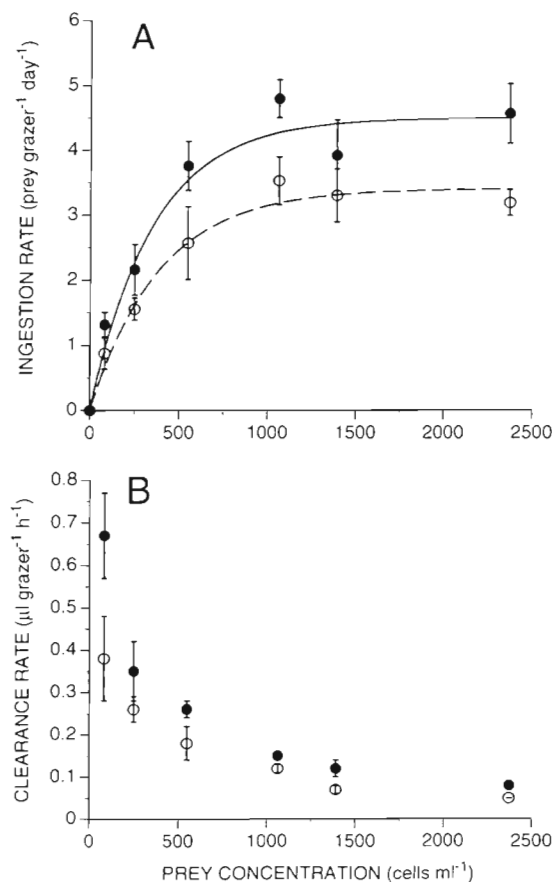 A
INGESTION RATE (prey grazer⁻¹ day⁻¹)
6
5
4
3
2
1
0
0 500 1000 1500 2000 2500
B
CLEARANCE RATE (µl grazer⁻¹ h⁻¹)
0.8
0.7
0.6
0.5
0.4
0.3
0.2
0.1
0
0 500 1000 1500 2000 2500
PREY CONCENTRATION (cells ml⁻¹)